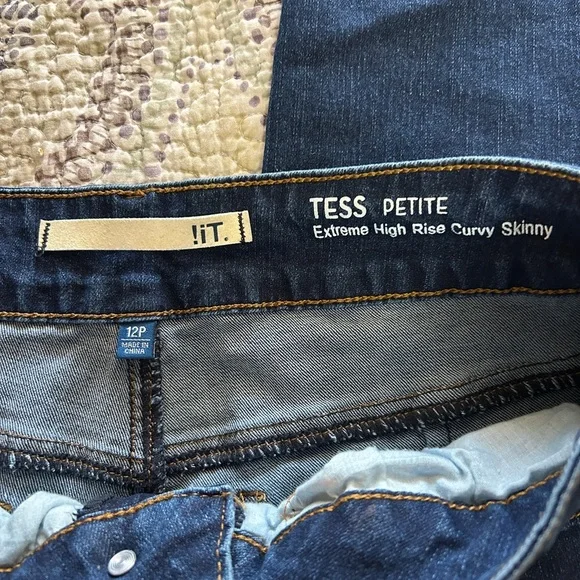 !iT.
TESS PETITE
Extreme High Rise Curvy Skinny
12P
MADE IN
CHINA